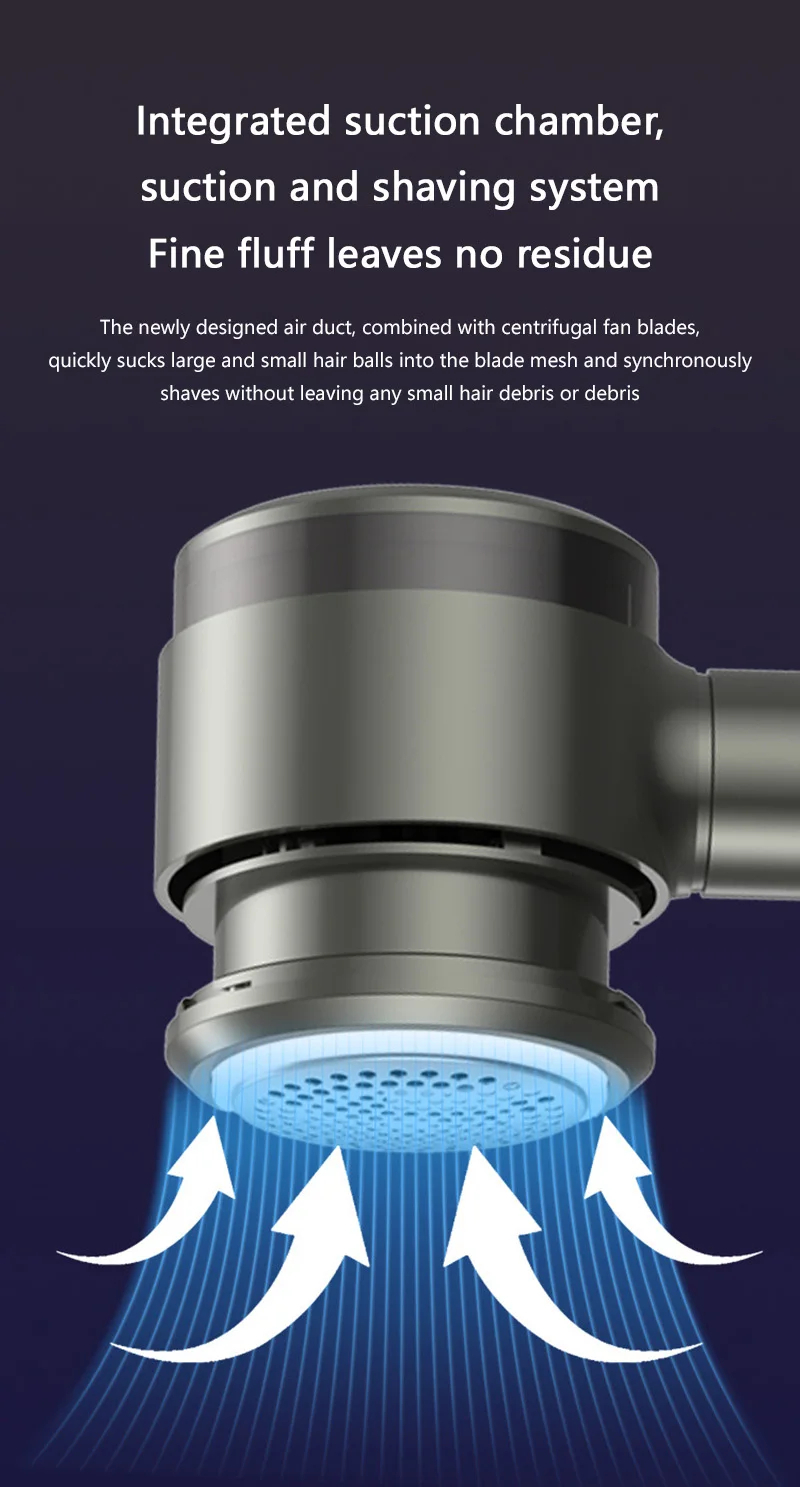 Integrated suction chamber,
suction and shaving system
Fine fluff leaves no residue
The newly designed air duct, combined with centrifugal fan blades,
quickly sucks large and small hair balls into the blade mesh and synchronously
shaves without leaving any small hair debris or debris